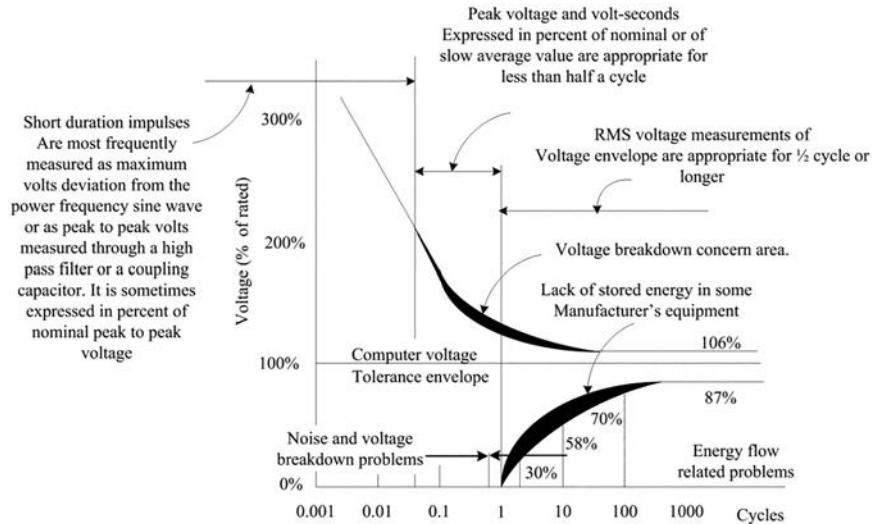 Peak voltage and volt-seconds
Expressed in percent of nominal or of
slow average value are appropriate for
less than half a cycle
Short duration impulses
Are most frequently
measured as maximum
volts deviation from the
power frequency sine wave
or as peak to peak volts
measured through a high
pass filter or a coupling
capacitor. It is sometimes
expressed in percent of
nominal peak to peak
voltage
RMS voltage measurements of
Voltage envelope are appropriate for ½ cycle or
longer
Voltage breakdown concern area.
Lack of stored energy in some
Manufacturer's equipment
Voltage (% of rated)
300%
200%
100%
0%
Computer voltage
Tolerance envelope
106%
87%
70%
58%
30%
Noise and voltage
breakdown problems
Energy flow
related problems
0.001 0.01 0.1 1 10 100 1000 Cycles